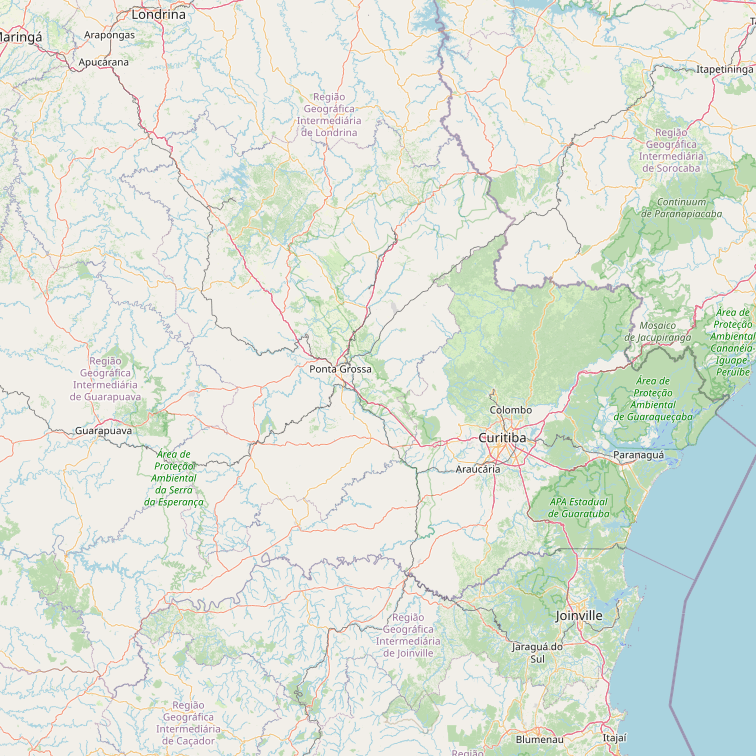 Londrina
Maringá
Arapongas
Apucarana
Itapetininga
Região
Geográfica
Intermediária
de Londrina
Região
Geográfica
Intermediária
de Sorocaba
Continuum
de Paranapiacaba
Mosaico
de Jacupiranga
Área de
Proteção
Ambiental
Cananéia-
Iguape-
Peruíbe
Região
Geográfica
Intermediária
de Guarapuava
Ponta Grossa
Área de
Proteção
Ambiental
de Guaraqueçaba
Colombo
Guarapuava
Curitiba
Paranaguá
Araucária
Área de
Proteção
Ambiental
da Serra
da Esperança
APA Estadual
de Guaratuba
Região
Geográfica
Intermediária
de Joinville
Joinville
Jaraguá do
Sul
Região
Geográfica
Intermediária
de Caçador
Blumenau
Itajaí
Região